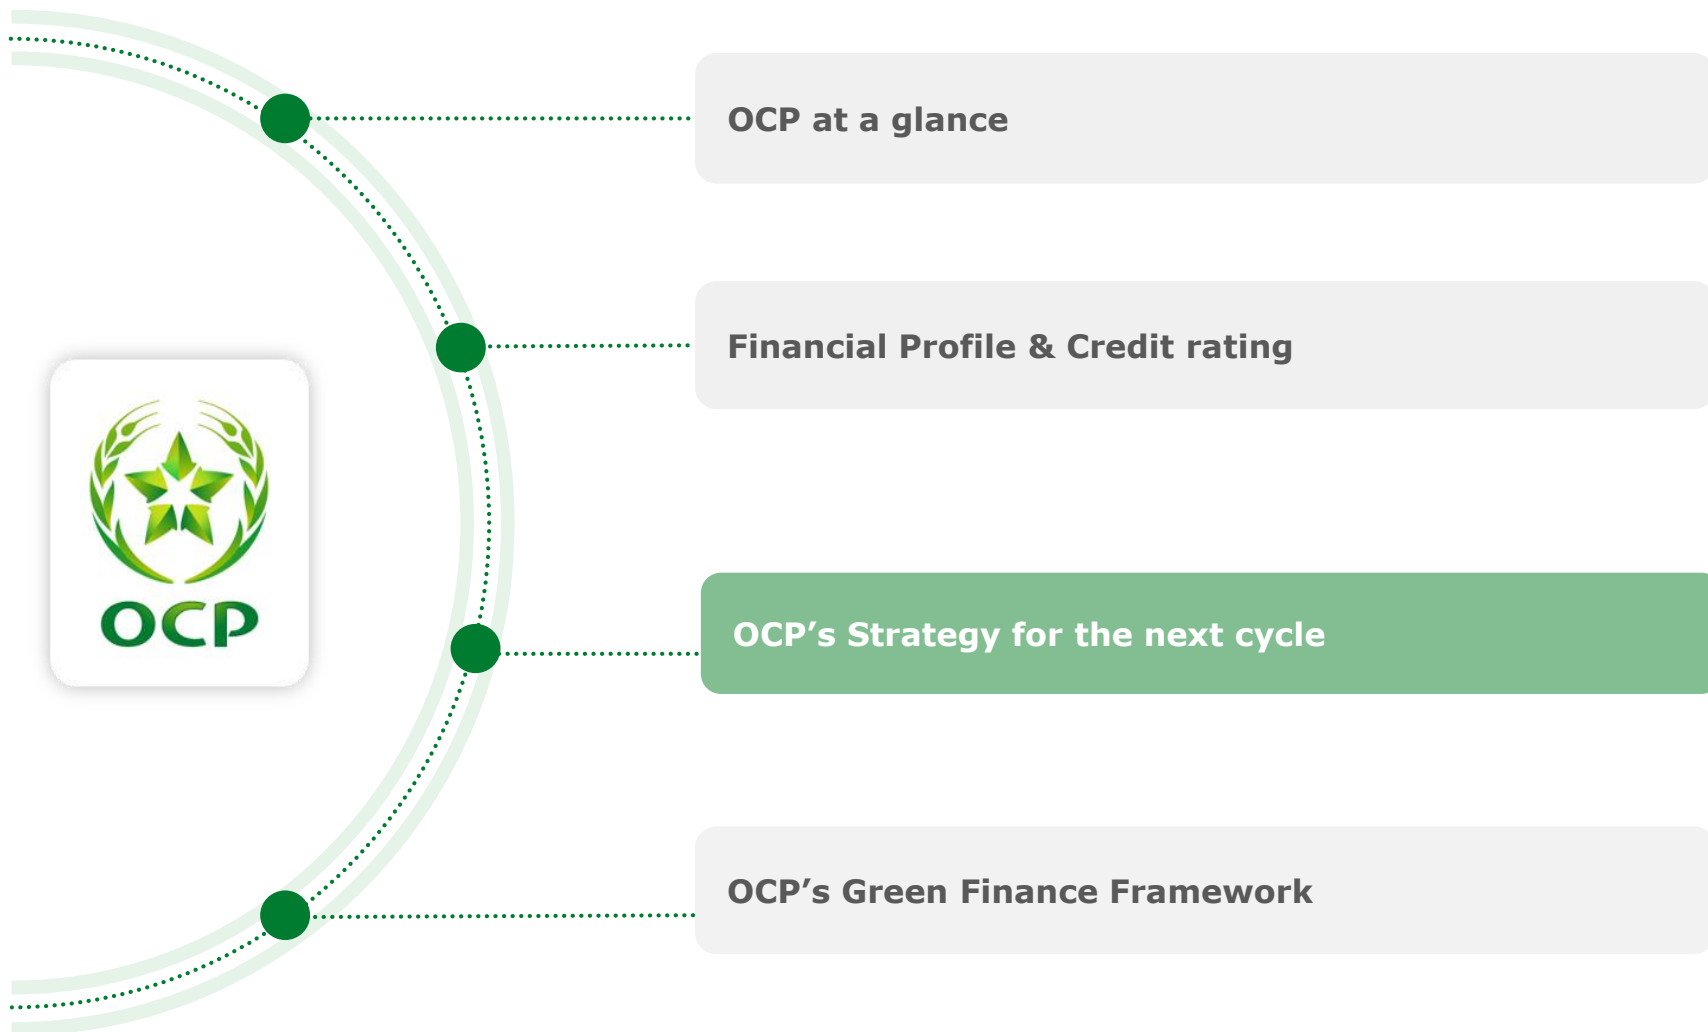 OCP at a glance
Financial Profile & Credit rating
OCP
OCP’s Strategy for the next cycle
OCP’s Green Finance Framework